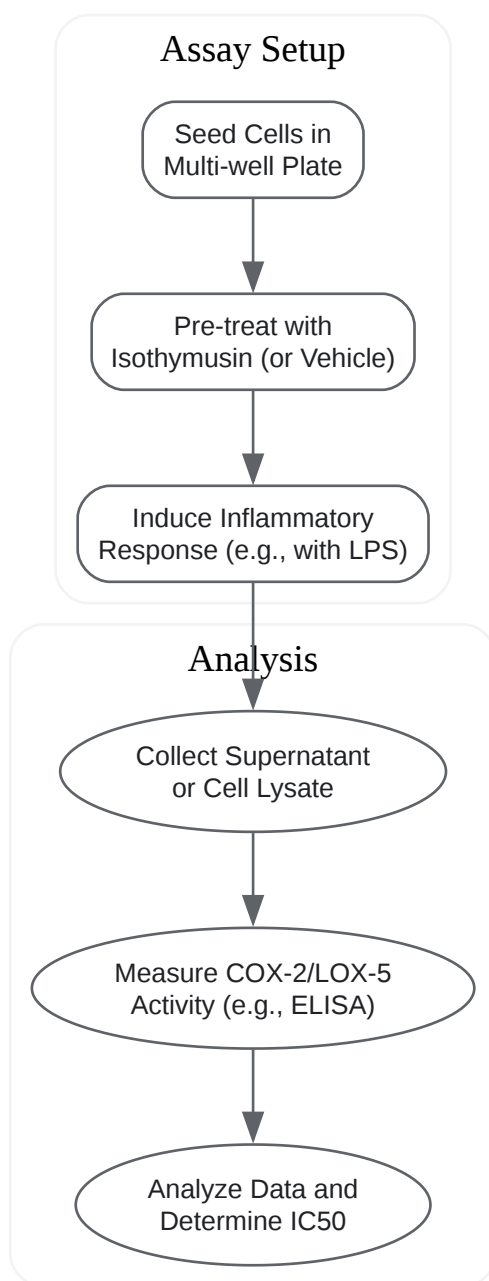 Assay Setup
Seed Cells in
Multi-well Plate
Pre-treat with
Isothymusin (or Vehicle)
Induce Inflammatory
Response (e.g., with LPS)
Analysis
Collect Supernatant
or Cell Lysate
Measure COX-2/LOX-5
Activity (e.g., ELISA)
Analyze Data and
Determine IC50